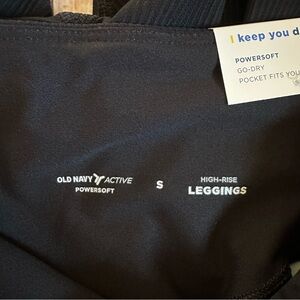 I keep you d
POWERSOFT
GO-DRY
POCKET FITS YOU
OLD NAVY ACTIVE
POWERSOFT
S
HIGH-RISE
LEGGINGS